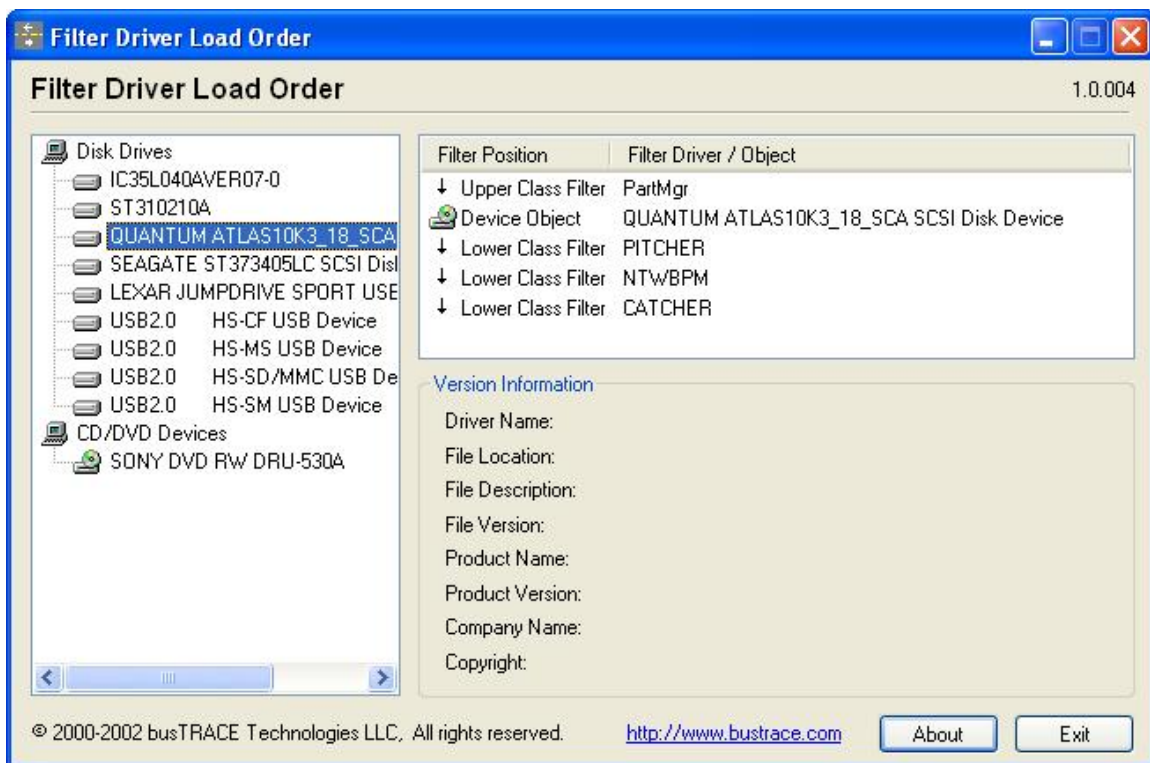 Filter Driver Load Order
Filter Driver Load Order
1.0.004
Disk Drives
IC35L040AVER07-0
ST310210A
QUANTUM ATLAS10K3_18_SCA
SEAGATE ST373405LC SCSI Disl
LEXAR JUMPDRIVE SPORT USE
USB2.0 HS-CF USB Device
USB2.0 HS-MS USB Device
USB2.0 HS-SD/MMC USB De
USB2.0 HS-SM USB Device
CD/DVD Devices
SONY DVD RW DRU-530A
Filter Position Filter Driver / Object
Upper Class Filter PartMgr
Device Object QUANTUM ATLAS10K3_18_SCA SCSI Disk Device
Lower Class Filter PITCHER
Lower Class Filter NTWBPM
Lower Class Filter CATCHER
Version Information
Driver Name:
File Location:
File Description:
File Version:
Product Name:
Product Version:
Company Name:
Copyright:
© 2000-2002 busTRACE Technologies LLC, All rights reserved. http://www.bustrace.com About Exit